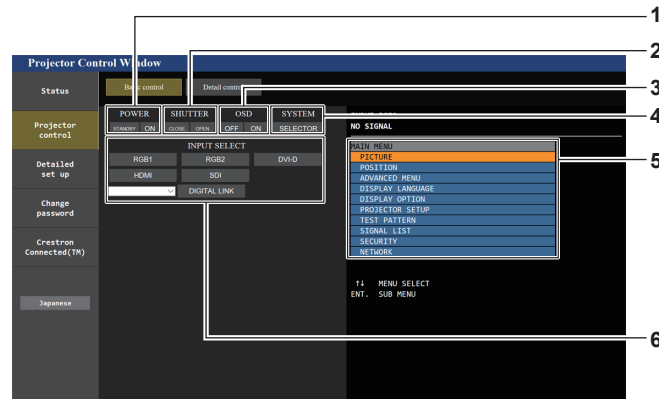 1
Projector Control Window
2
Status
Basic control
Detail control
3
POWER
SHUTTER
OSD
SYSTEM
4
STANDBY
ON
CLOSE
OPEN
OFF
ON
SELECTOR
Projector
control
NO SIGNAL
INPUT SELECT
RGB1
RGB2
DVI-D
HDMI
SDI
DIGITAL LINK
MAIN MENU
PICTURE
POSITION
ADVANCED MENU
DISPLAY LANGUAGE
DISPLAY OPTION
PROJECTOR SETUP
TEST PATTERN
SIGNAL LIST
SECURITY
NETWORK
5
Detailed
set up
Change
password
Crestron
Connected(TM)
↑↓ MENU SELECT
ENT. SUB MENU
Japanese
6